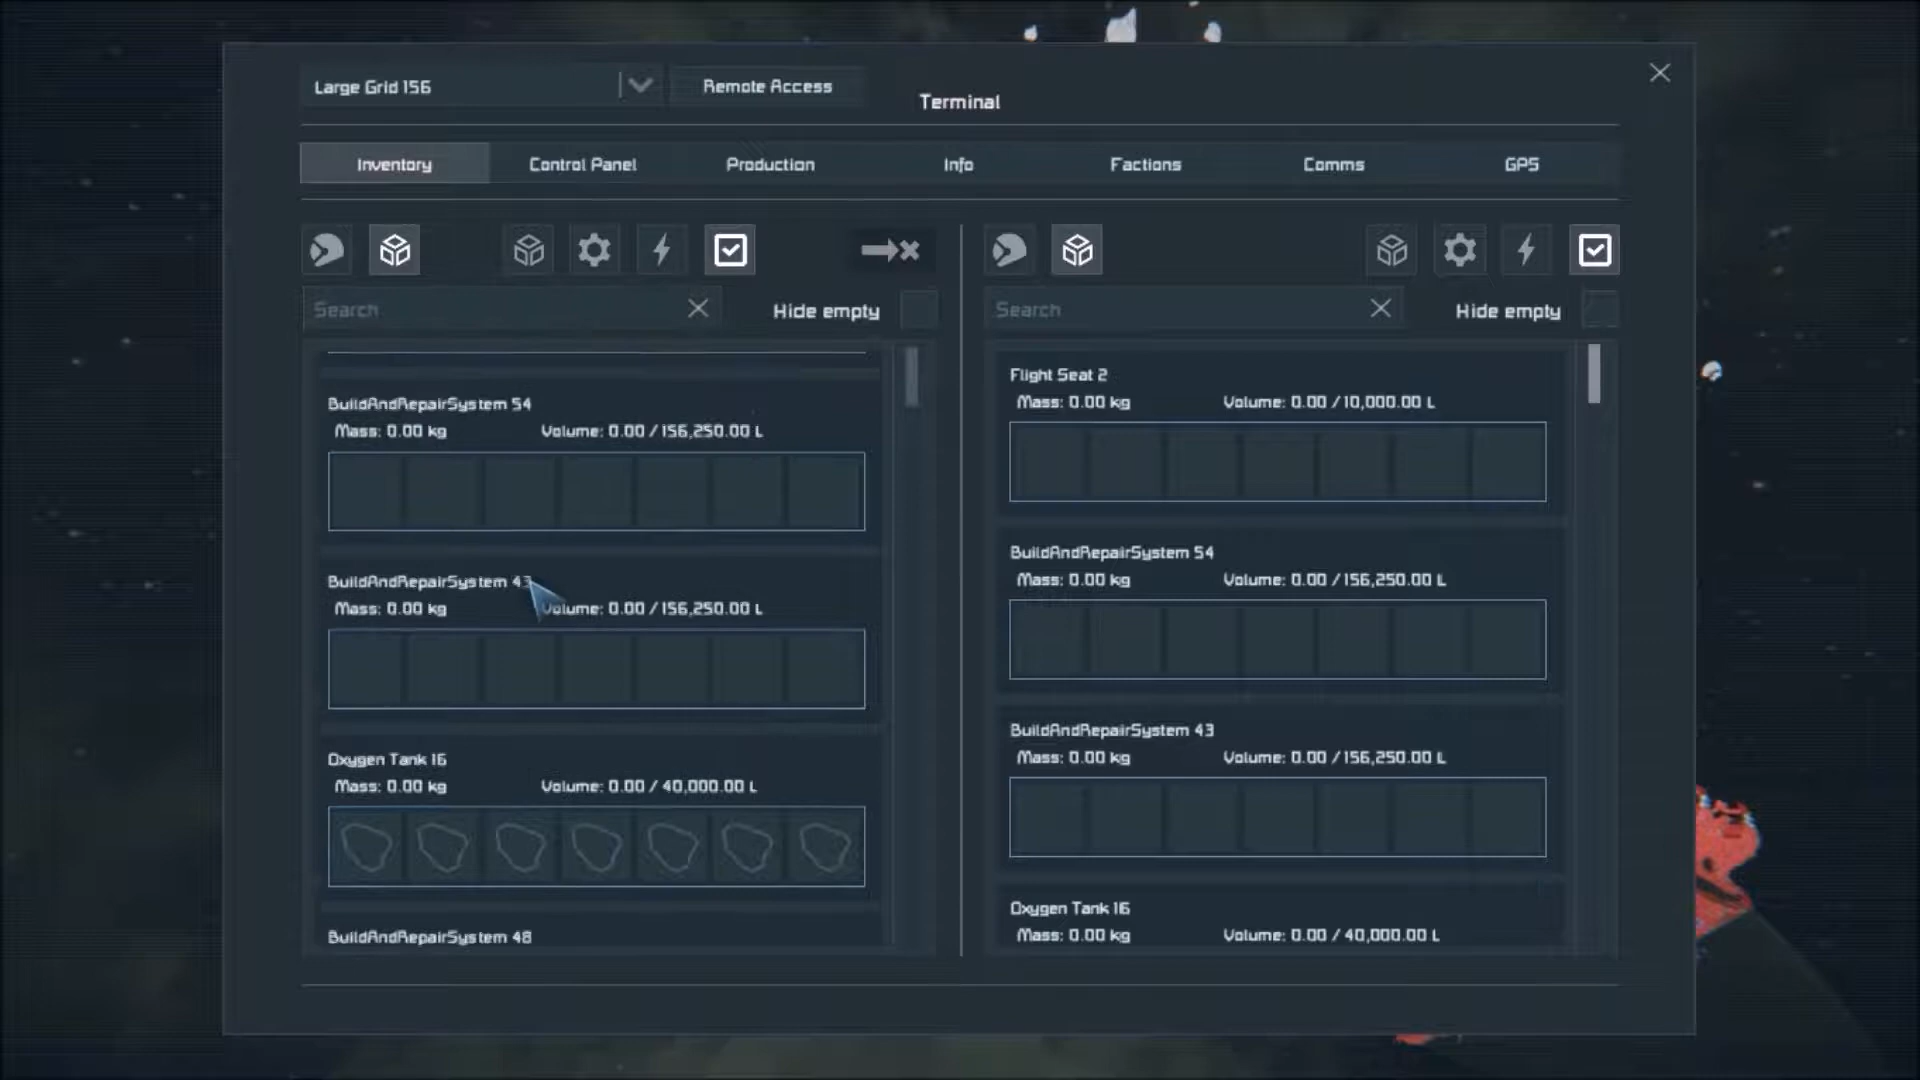 Large Grid 156
Remote Access
Terminal
Inventory
Control Panel
Production
Info
Factions
Comms
GPS
Search
Hide empty
BuildAndRepairSystem 54
Mass: 0.00 kg
Volume: 0.00 / 156,250.00 L
BuildAndRepairSystem 43
Mass: 0.00 kg
Volume: 0.00 / 156,250.00 L
Oxygen Tank 16
Mass: 0.00 kg
Volume: 0.00 / 40,000.00 L
BuildAndRepairSystem 48
Search
Hide empty
Flight Seat 2
Mass: 0.00 kg
Volume: 0.00 / 10,000.00 L
BuildAndRepairSystem 54
Mass: 0.00 kg
Volume: 0.00 / 156,250.00 L
BuildAndRepairSystem 43
Mass: 0.00 kg
Volume: 0.00 / 156,250.00 L
Oxygen Tank 16
Mass: 0.00 kg
Volume: 0.00 / 40,000.00 L